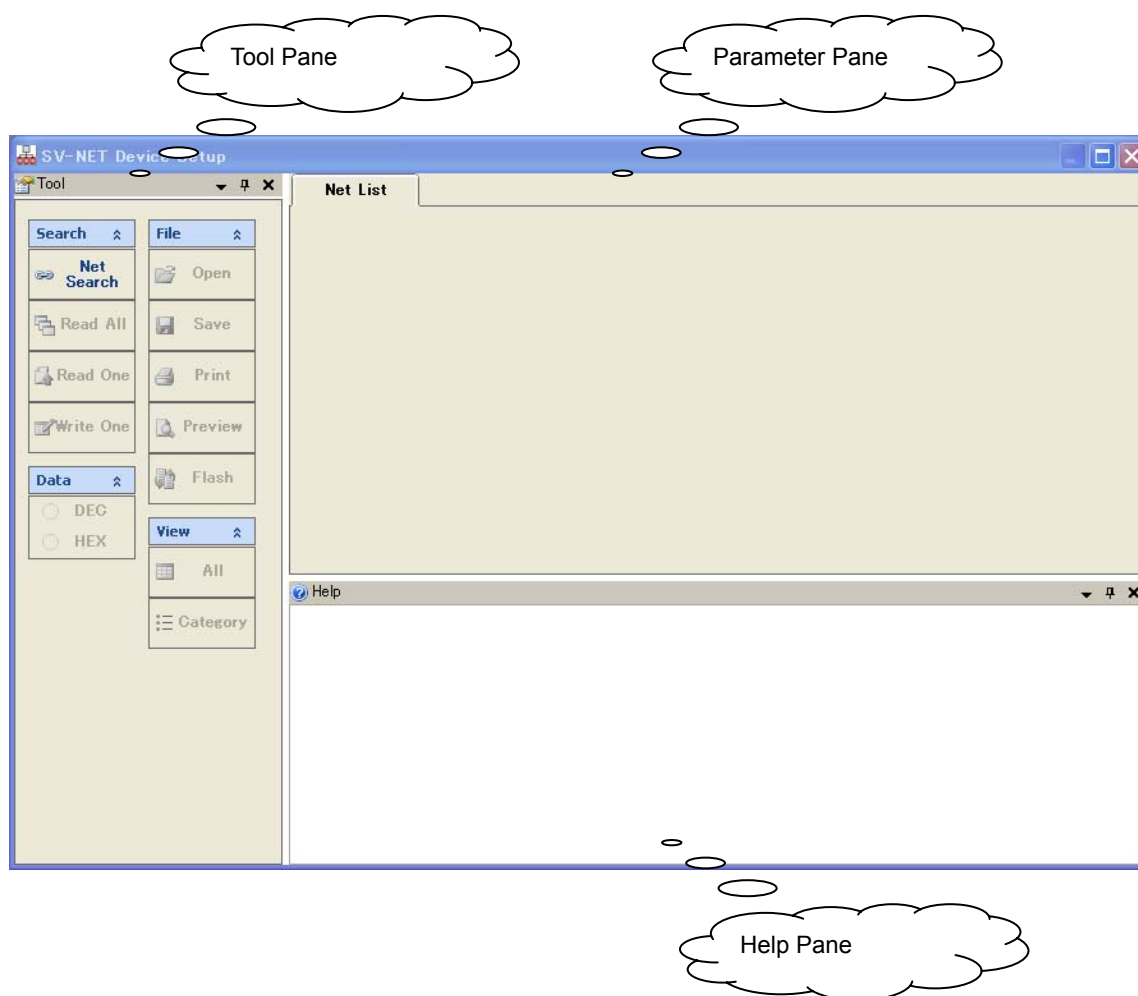 Tool Pane
Parameter Pane
SV-NET Device Setup
Tool
Net List
Search
File
Net
Search
Open
Read All
Save
Read One
Print
Write One
Preview
Data
Flash
DEC
HEX
View
All
Category
Help
Help Pane